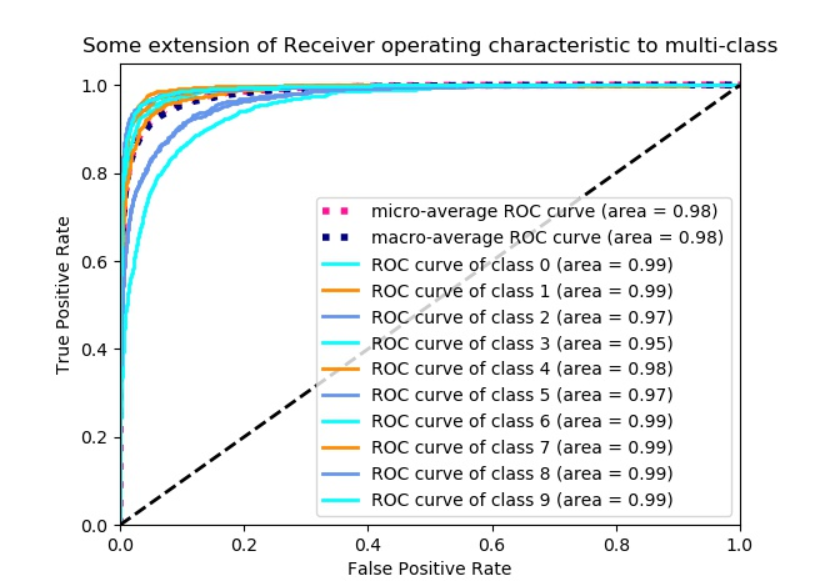 Some extension of Receiver operating characteristic to multi-class
1.0
0.8
0.6
0.4
0.2
0.0
True Positive Rate
micro-average ROC curve (area = 0.98)
macro-average ROC curve (area = 0.98)
ROC curve of class 0 (area = 0.99)
ROC curve of class 1 (area = 0.99)
ROC curve of class 2 (area = 0.97)
ROC curve of class 3 (area = 0.95)
ROC curve of class 4 (area = 0.98)
ROC curve of class 5 (area = 0.97)
ROC curve of class 6 (area = 0.99)
ROC curve of class 7 (area = 0.99)
ROC curve of class 8 (area = 0.99)
ROC curve of class 9 (area = 0.99)
0.0 0.2 0.4 0.6 0.8 1.0
False Positive Rate